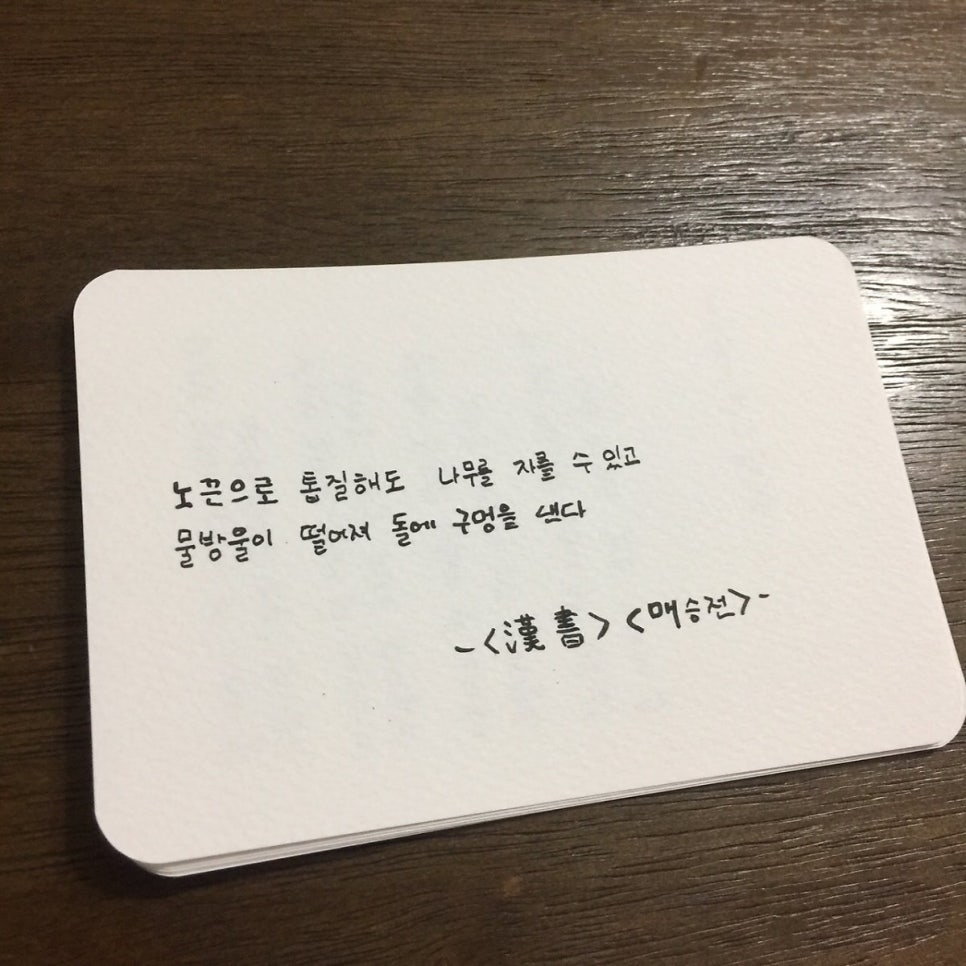 노끈으로 톱질해도 나무를 자를 수 있고
물방울이 떨어져 돌에 구멍을 낸다
-<漢書> <매승전>-